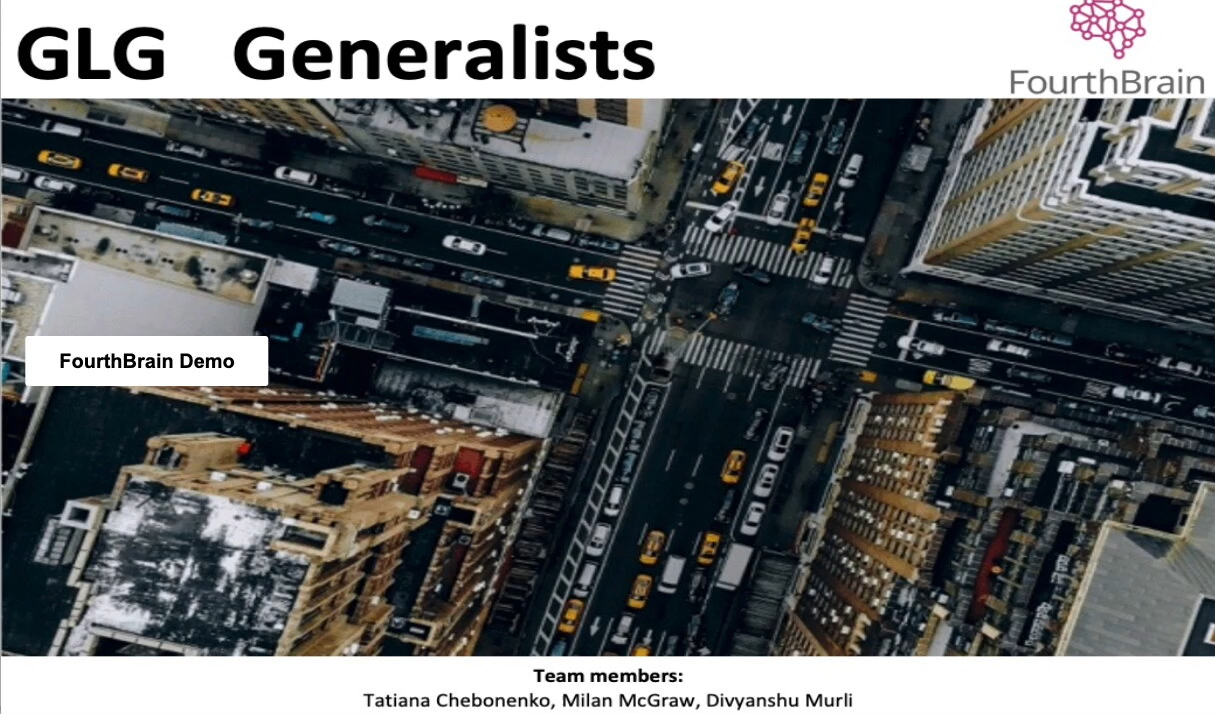 GLG Generalists
FourthBrain
FourthBrain Demo
Team members:
Tatiana Chebonenko, Milan McGraw, Divyanshu Murli